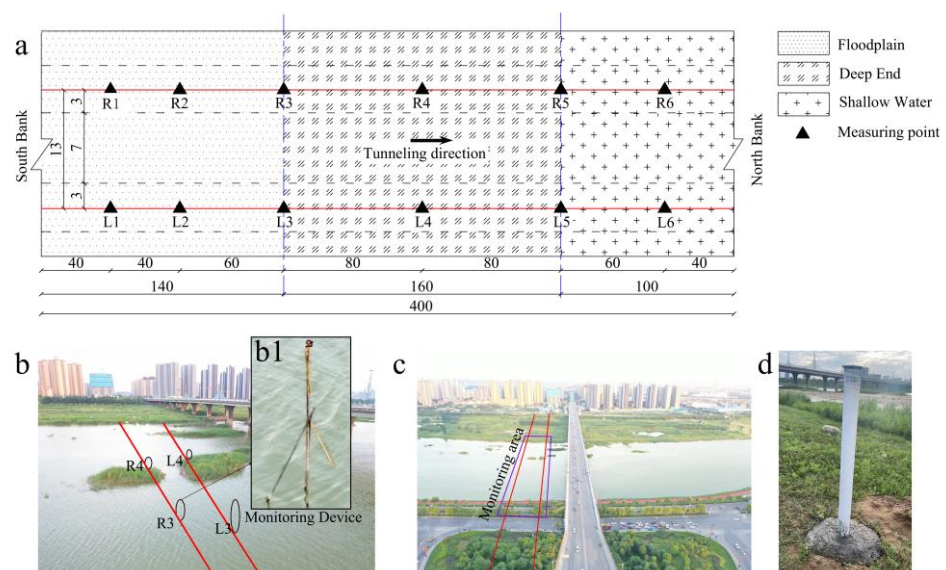 a
Floodplain
Deep End
Shallow Water
Measuring point
South Bank
North Bank
R1 R2 R3 R4 R5 R6
3
13
7
3
Tunneling direction
L1 L2 L3 L4 L5 L6
40 40 60 80 80 60 40
140 160 100
400
b
b1
R4
L4
R3
L3
Monitoring Device
c
Monitoring area
d